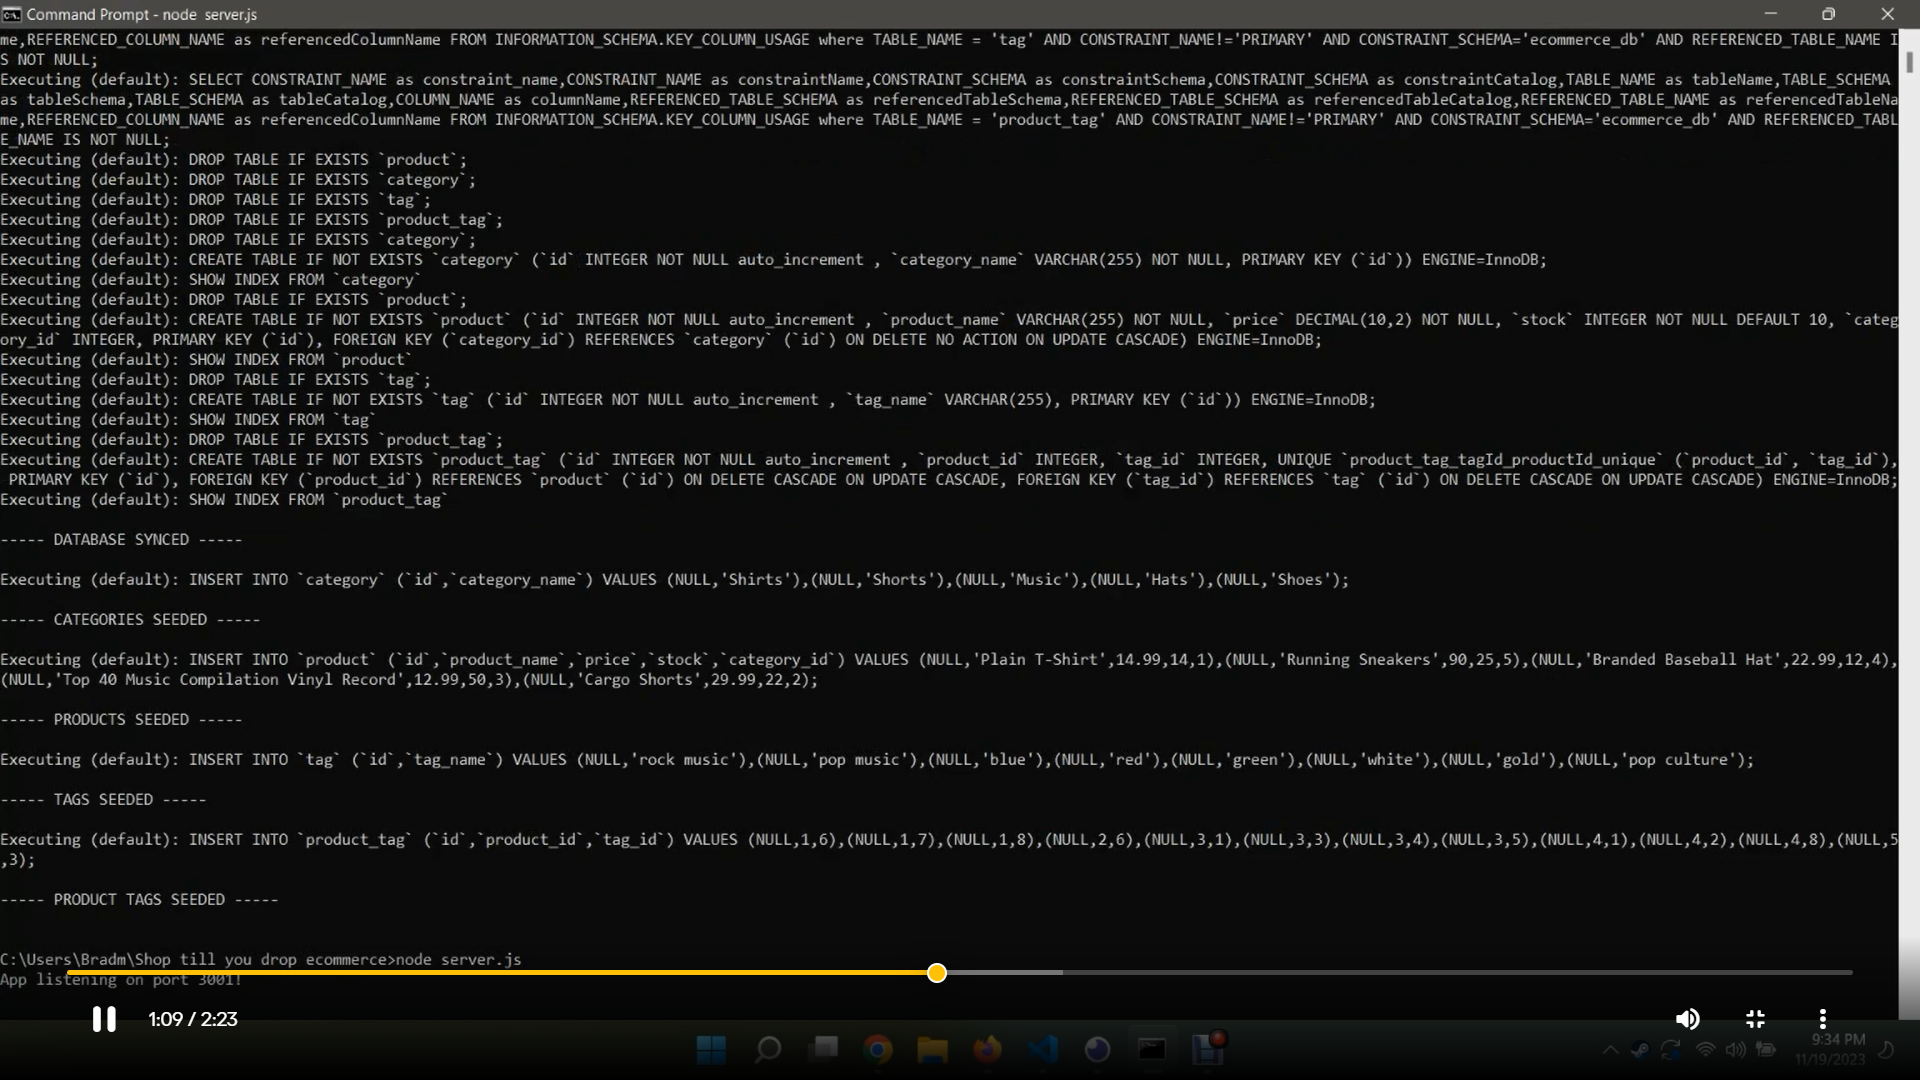 Command Prompt - node  server.js
me,REFERENCED_COLUMN_NAME as referencedColumnName FROM INFORMATION_SCHEMA.KEY_COLUMN_USAGE where TABLE_NAME = 'tag' AND CONSTRAINT_NAME!='PRIMARY' AND CONSTRAINT_SCHEMA='ecommerce_db' AND REFERENCED_TABLE_NAME I
S NOT NULL;
Executing (default): SELECT CONSTRAINT_NAME as constraint_name,CONSTRAINT_NAME as constraintName,CONSTRAINT_SCHEMA as constraintSchema,CONSTRAINT_SCHEMA as constraintCatalog,TABLE_NAME as tableName,TABLE_SCHEMA
as tableSchema,TABLE_SCHEMA as tableCatalog,COLUMN_NAME as columnName,REFERENCED_TABLE_SCHEMA as referencedTableSchema,REFERENCED_TABLE_SCHEMA as referencedTableCatalog,REFERENCED_TABLE_NAME as referencedTableNa
me,REFERENCED_COLUMN_NAME as referencedColumnName FROM INFORMATION_SCHEMA.KEY_COLUMN_USAGE where TABLE_NAME = 'product_tag' AND CONSTRAINT_NAME!='PRIMARY' AND CONSTRAINT_SCHEMA='ecommerce_db' AND REFERENCED_TABL
E_NAME IS NOT NULL;
Executing (default): DROP TABLE IF EXISTS `product`;
Executing (default): DROP TABLE IF EXISTS `category`;
Executing (default): DROP TABLE IF EXISTS `tag`;
Executing (default): DROP TABLE IF EXISTS `product_tag`;
Executing (default): DROP TABLE IF EXISTS `category`;
Executing (default): CREATE TABLE IF NOT EXISTS `category` (`id` INTEGER NOT NULL auto_increment , `category_name` VARCHAR(255) NOT NULL, PRIMARY KEY (`id`)) ENGINE=InnoDB;
Executing (default): SHOW INDEX FROM `category`
Executing (default): DROP TABLE IF EXISTS `product`;
Executing (default): CREATE TABLE IF NOT EXISTS `product` (`id` INTEGER NOT NULL auto_increment , `product_name` VARCHAR(255) NOT NULL, `price` DECIMAL(10,2) NOT NULL, `stock` INTEGER NOT NULL DEFAULT 10, `categ
ory_id` INTEGER, PRIMARY KEY (`id`), FOREIGN KEY (`category_id`) REFERENCES `category` (`id`) ON DELETE NO ACTION ON UPDATE CASCADE) ENGINE=InnoDB;
Executing (default): SHOW INDEX FROM `product`
Executing (default): DROP TABLE IF EXISTS `tag`;
Executing (default): CREATE TABLE IF NOT EXISTS `tag` (`id` INTEGER NOT NULL auto_increment , `tag_name` VARCHAR(255), PRIMARY KEY (`id`)) ENGINE=InnoDB;
Executing (default): SHOW INDEX FROM `tag`
Executing (default): DROP TABLE IF EXISTS `product_tag`;
Executing (default): CREATE TABLE IF NOT EXISTS `product_tag` (`id` INTEGER NOT NULL auto_increment , `product_id` INTEGER, `tag_id` INTEGER, UNIQUE `product_tag_tagId_productId_unique` (`product_id`, `tag_id`),
PRIMARY KEY (`id`), FOREIGN KEY (`product_id`) REFERENCES `product` (`id`) ON DELETE CASCADE ON UPDATE CASCADE, FOREIGN KEY (`tag_id`) REFERENCES `tag` (`id`) ON DELETE CASCADE ON UPDATE CASCADE) ENGINE=InnoDB;
Executing (default): SHOW INDEX FROM `product_tag`
----- DATABASE SYNCED -----
Executing (default): INSERT INTO `category` (`id`,`category_name`) VALUES (NULL,'Shirts'),(NULL,'Shorts'),(NULL,'Music'),(NULL,'Hats'),(NULL,'Shoes');
----- CATEGORIES SEEDED -----
Executing (default): INSERT INTO `product` (`id`,`product_name`,`price`,`stock`,`category_id`) VALUES (NULL,'Plain T-Shirt',14.99,14,1),(NULL,'Running Sneakers',90,25,5),(NULL,'Branded Baseball Hat',22.99,12,4),
(NULL,'Top 40 Music Compilation Vinyl Record',12.99,50,3),(NULL,'Cargo Shorts',29.99,22,2);
----- PRODUCTS SEEDED -----
Executing (default): INSERT INTO `tag` (`id`,`tag_name`) VALUES (NULL,'rock music'),(NULL,'pop music'),(NULL,'blue'),(NULL,'red'),(NULL,'green'),(NULL,'white'),(NULL,'gold'),(NULL,'pop culture');
----- TAGS SEEDED -----
Executing (default): INSERT INTO `product_tag` (`id`,`product_id`,`tag_id`) VALUES (NULL,1,6),(NULL,1,7),(NULL,1,8),(NULL,2,6),(NULL,3,1),(NULL,3,3),(NULL,3,4),(NULL,3,5),(NULL,4,1),(NULL,4,2),(NULL,4,8),(NULL,5
,3);
----- PRODUCT TAGS SEEDED -----
C:\Users\Bradm\Shop till you drop ecommerce>node server.js
App listening on port 3001!
1:09 / 2:23
9:34 PM
11/19/2023